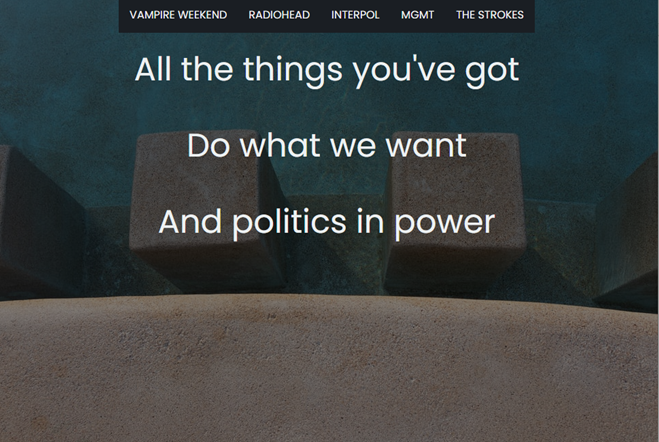 VAMPIRE WEEKEND RADIOHEAD INTERPOL MGMT THE STROKES
All the things you've got
Do what we want
And politics in power